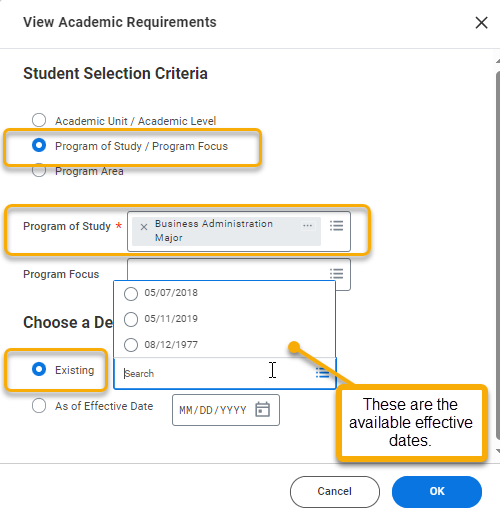 View Academic Requirements
Student Selection Criteria
Academic Unit / Academic Level
Program of Study / Program Focus
Program Area
Program of Study *
Business Administration
Major
Program Focus
05/07/2018
05/11/2019
08/12/1977
Choose a De
Existing
Search
As of Effective Date
MM/DD/YYYY
These are the
available effective
dates.
Cancel
OK